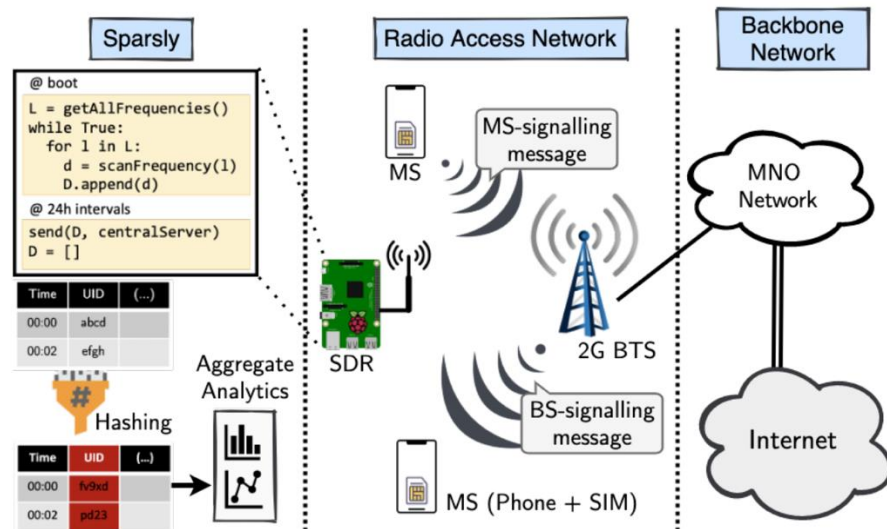 Sparsly
@ boot
L = getAllFrequencies()
while True:
for l in L:
d = scanFrequency(l)
D.append(d)
@ 24h intervals
send(D, centralServer)
D = []
Time UID (...)
00:00 abcd
00:02 efgh
#
Hashing
Time UID (...)
00:00 fv9xd
00:02 pd23
Aggregate
Analytics
Radio Access Network
MS
MS-signalling
message
SDR
2G BTS
BS-signalling
message
MS (Phone + SIM)
Backbone
Network
MNO
Network
Internet